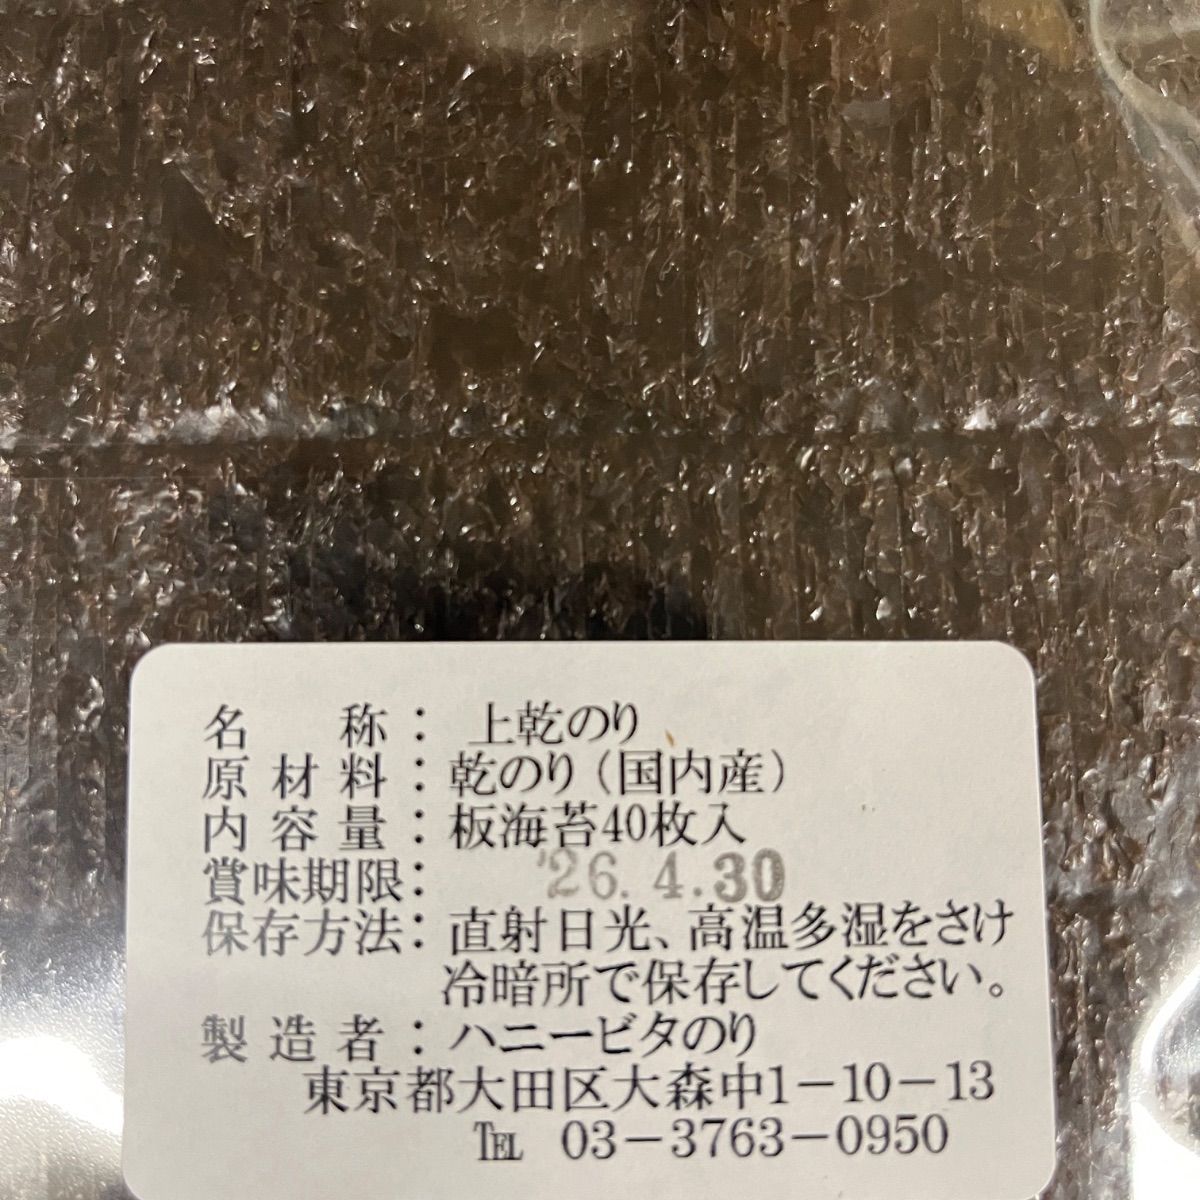 名称： 上乾のり
原材料：乾のり（国内産）
内容量：板海苔40枚入
賞味期限： '26. 4.30
保存方法：直射日光、高温多湿をさけ
冷暗所で保存してください。
製造者：ハニービタのり
東京都大田区大森中1－10－13
℡ 03－3763－0950